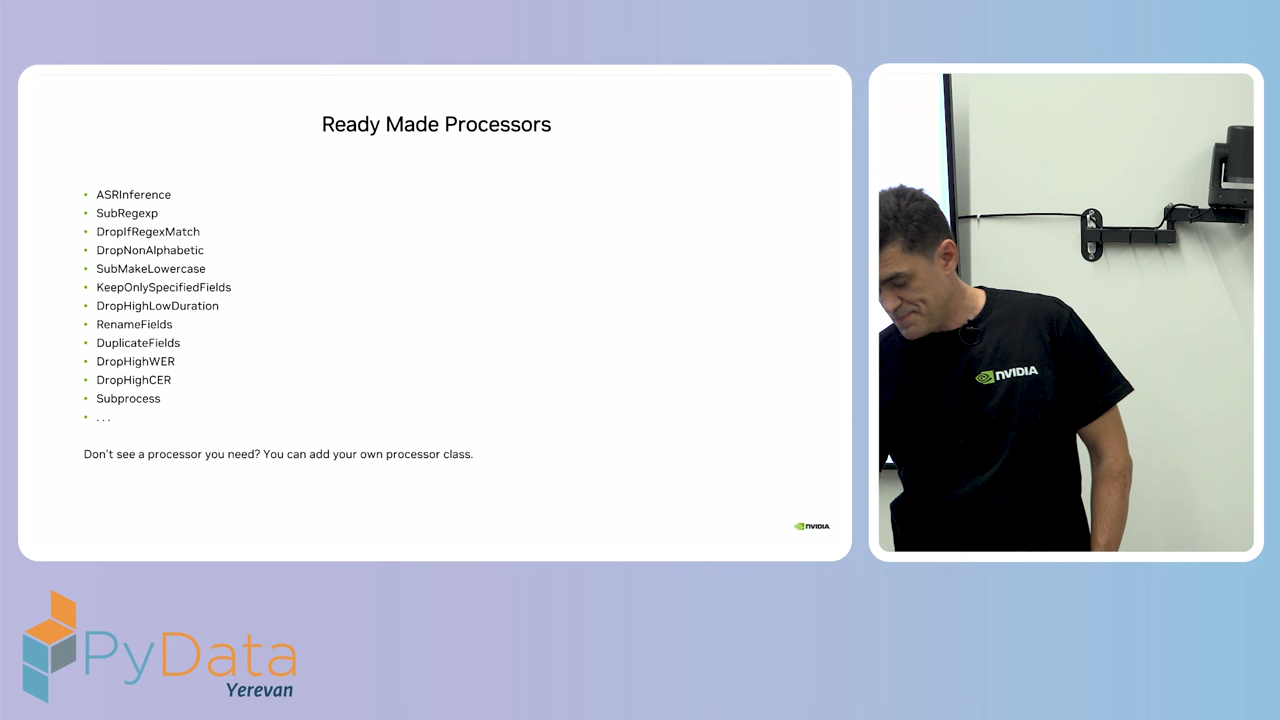 Ready Made Processors
• ASRInference
• SubRegexp
• DropIfRegexMatch
• DropNonAlphabetic
• SubMakeLowercase
• KeepOnlySpecifiedFields
• DropHighLowDuration
• RenameFields
• DuplicateFields
• DropHighWER
• DropHighCER
• Subprocess
• ...
Don't see a processor you need? You can add your own processor class.
NVIDIA
NVIDIA
PyData
Yerevan